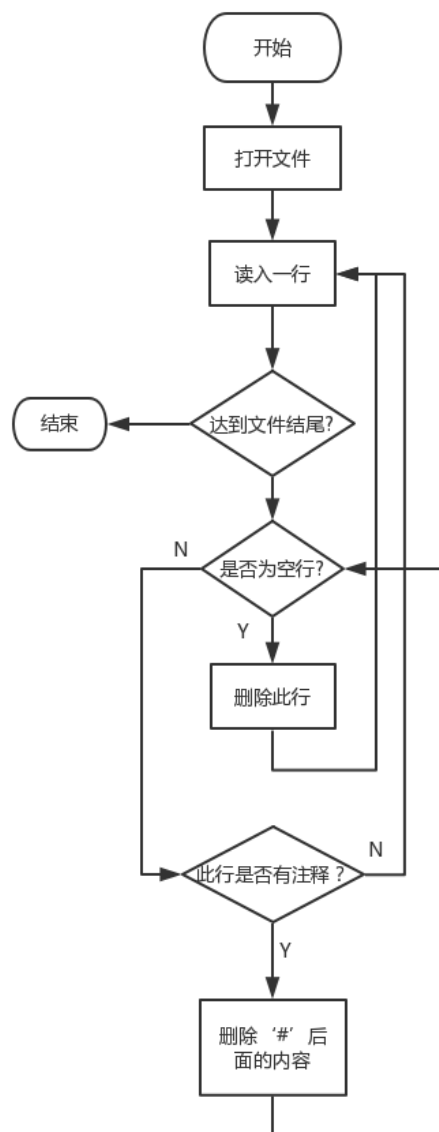 开始
打开文件
读入一行
达到文件结尾?
结束
是否为空行?
N
Y
删除此行
此行是否有注释？
N
Y
删除‘#’后
面的内容